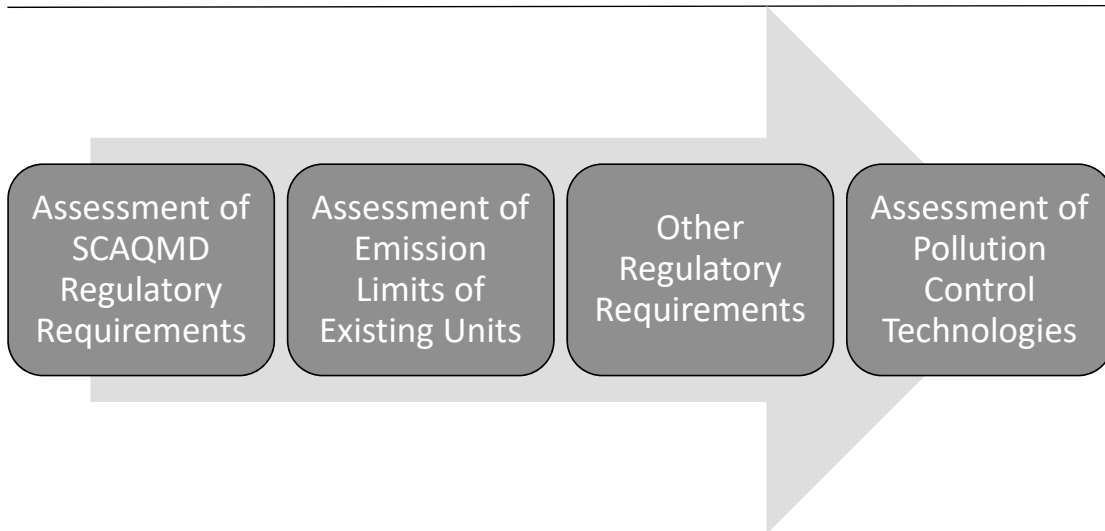 Assessment of
SCAQMD
Regulatory
Requirements
Assessment of
Emission
Limits of
Existing Units
Other
Regulatory
Requirements
Assessment of
Pollution
Control
Technologies